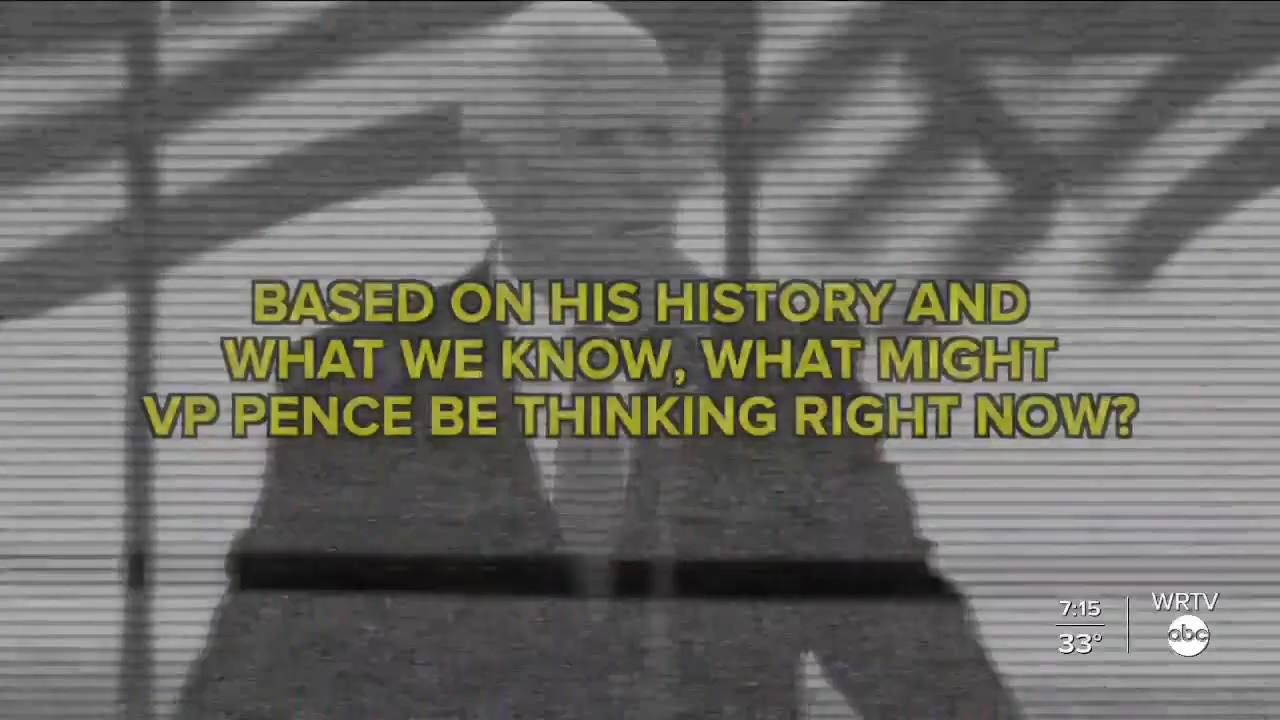 BASED ON HIS HISTORY AND
WHAT WE KNOW, WHAT MIGHT
VP PENCE BE THINKING RIGHT NOW?
7:15
33°
WRTV
abc